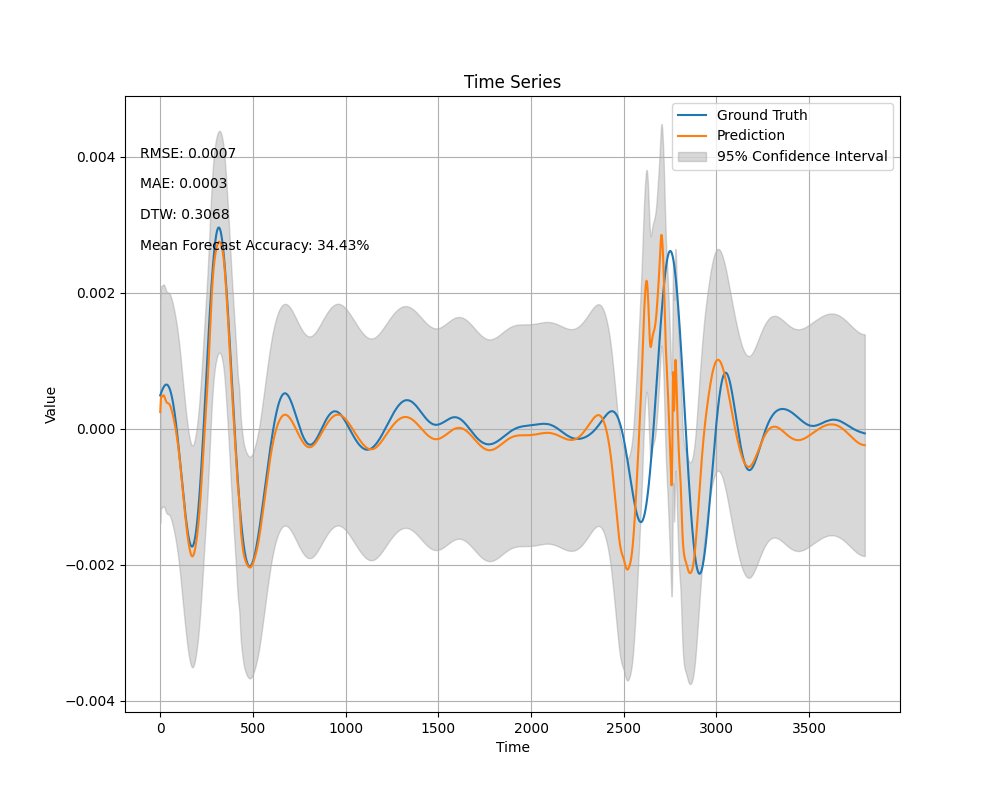 Time Series
Ground Truth
Prediction
95% Confidence Interval
RMSE: 0.0007
MAE: 0.0003
DTW: 0.3068
Mean Forecast Accuracy: 34.43%
0.004
0.002
0.000
−0.002
−0.004
Value
0 500 1000 1500 2000 2500 3000 3500
Time